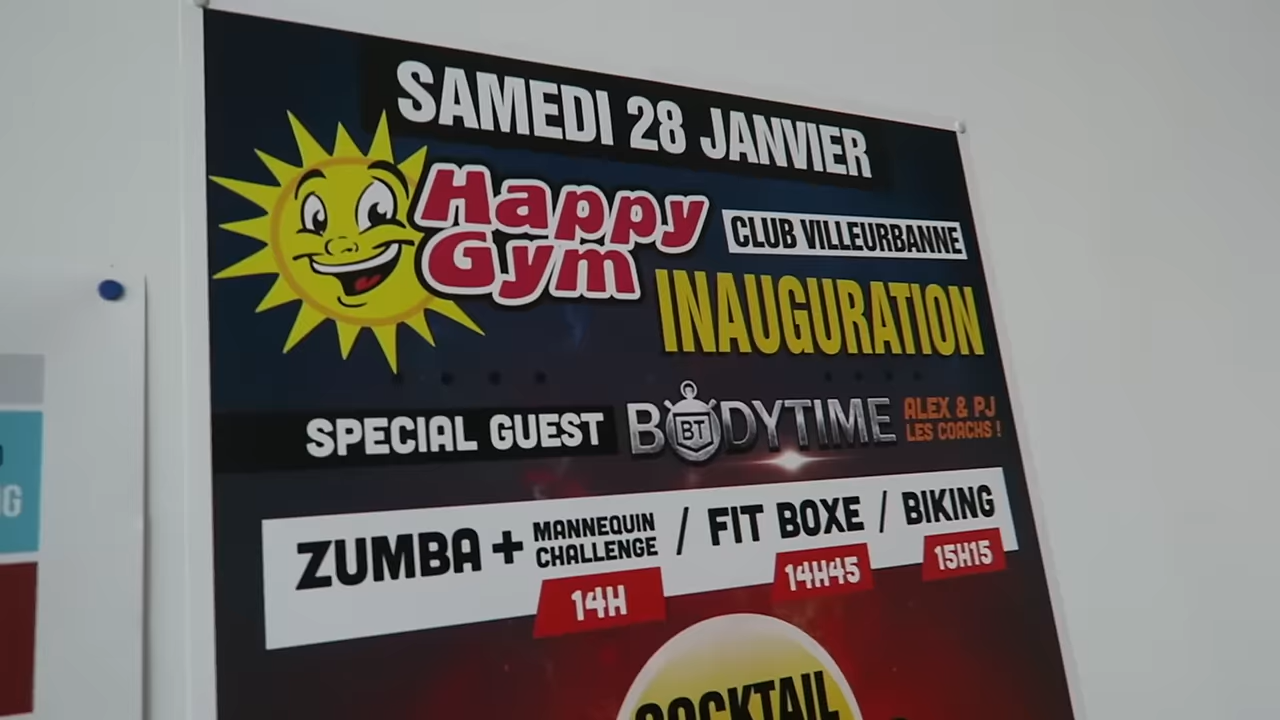 SAMEDI 28 JANVIER
Happy
Gym
CLUB VILLEURBANNE
INAUGURATION
SPECIAL GUEST
BODYTIME
BT
ALEX & PJ
LES COACHS !
ZUMBA + MANNEQUIN
CHALLENGE
/ FIT BOXE / BIKING
14H
14H45
15H15
COCKTAIL
G